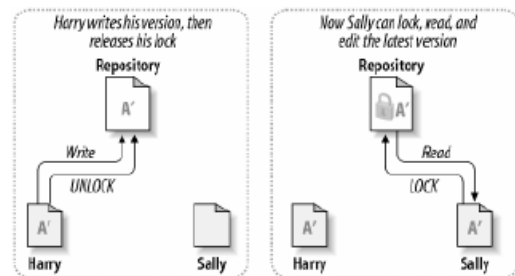 Harry writes his version, then
releases his lock
Repository
A'
Write
UNLOCK
A'
Harry
Sally
Now Sally can lock, read, and
edit the latest version
Repository
A'
Read
LOCK
A'
A'
Harry
Sally